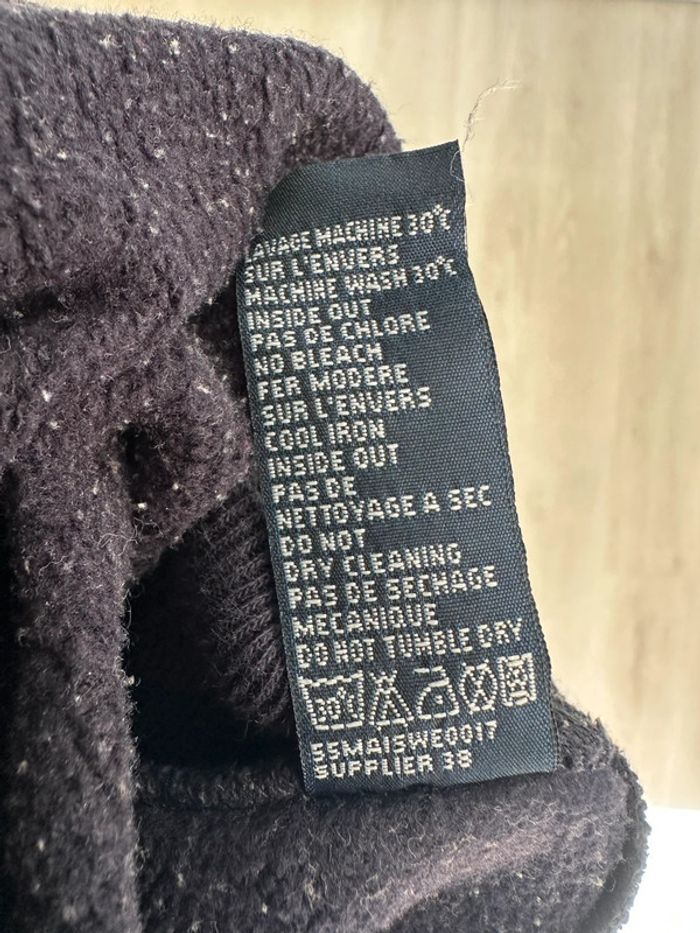 LAVAGE MACHINE 30°C
SUR L'ENVERS
MACHINE WASH 30°C
INSIDE OUT
PAS DE CHLORE
NO BLEACH
FER MODERE
SUR L'ENVERS
COOL IRON
INSIDE OUT
PAS DE
NETTOYAGE A SEC
DO NOT
DRY CLEANING
PAS DE SECHAGE
MECANIQUE
DO NOT TUMBLE DRY
30°
SSMAISWE0017
SUPPLIER 38